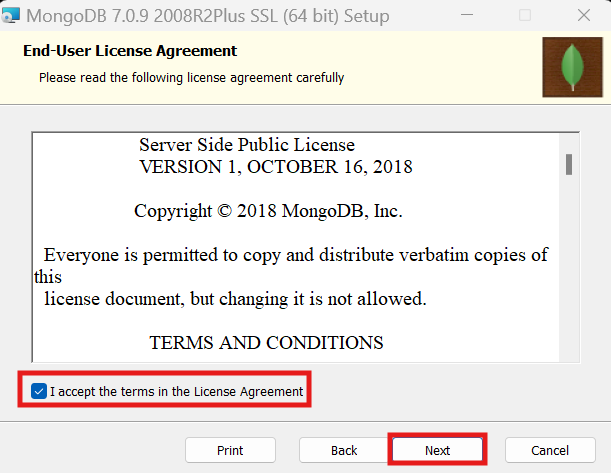 MongoDB 7.0.9 2008R2Plus SSL (64 bit) Setup
End-User License Agreement
Please read the following license agreement carefully
Server Side Public License
VERSION 1, OCTOBER 16, 2018
Copyright © 2018 MongoDB, Inc.
Everyone is permitted to copy and distribute verbatim copies of
this
license document, but changing it is not allowed.
TERMS AND CONDITIONS
I accept the terms in the License Agreement
Print Back Next Cancel